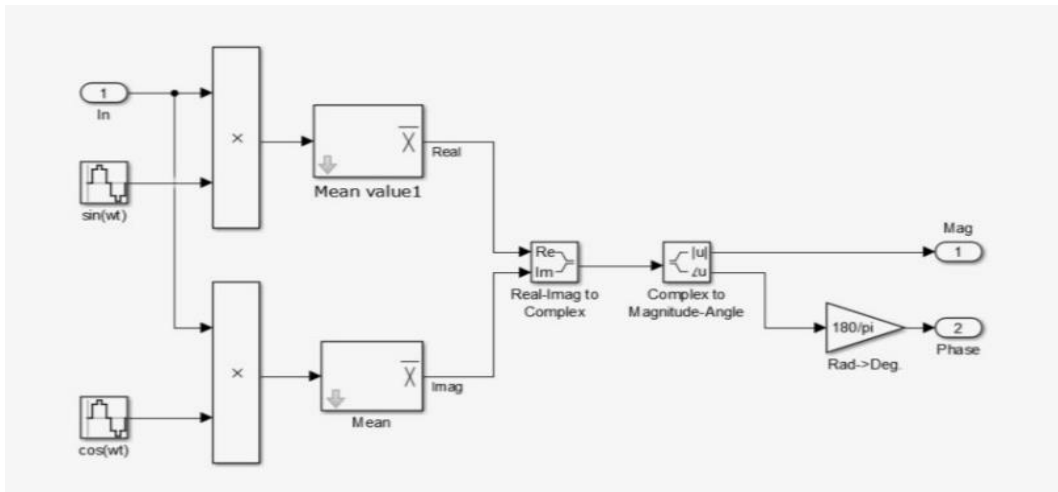 1
In
sin(wt)
×
X
Mean value1
Real
×
X
Mean
Imag
cos(wt)
Re
Im
Real-Imag to
Complex
|u|
∠u
Complex to
Magnitude-Angle
Mag
1
180/pi
Rad->Deg.
2
Phase